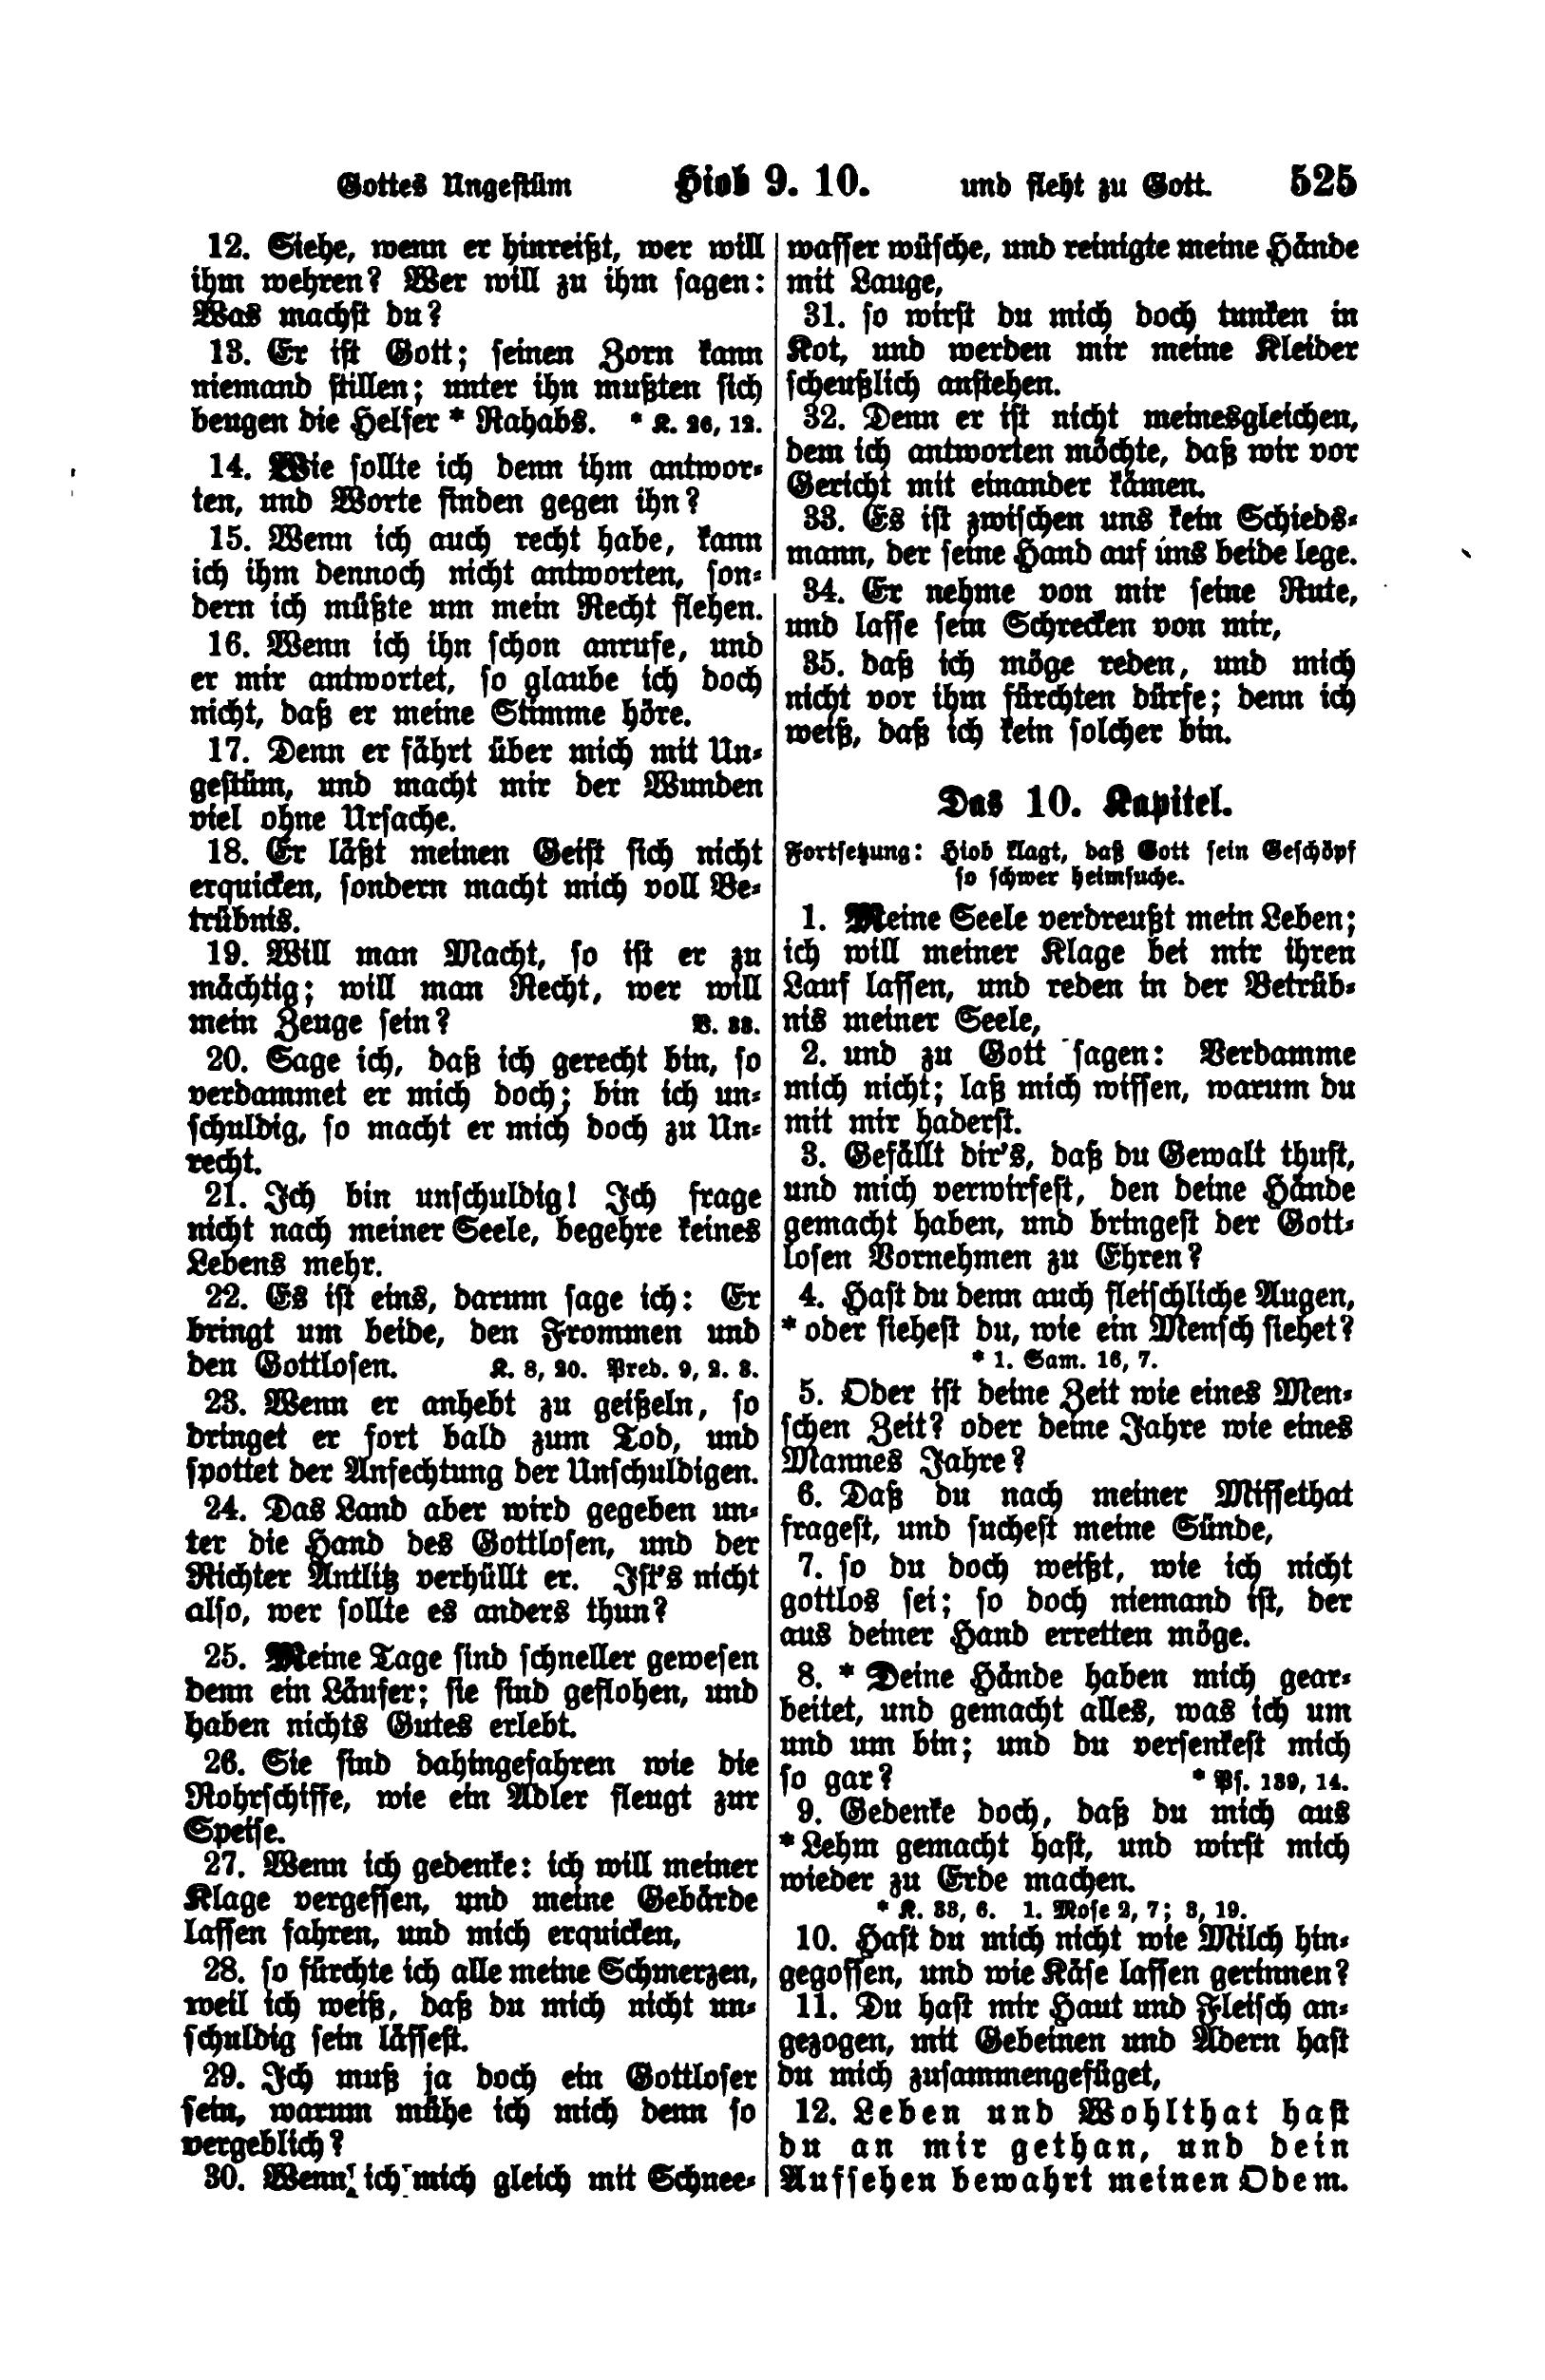 Gottes Ungestüm Hiob 9. 10. und fleht zu Gott. 525
12. Siehe, wenn er hinreißt, wer will
ihm wehren? Wer will zu ihm sagen:
Was machst du?
13. Er ist Gott; seinen Zorn kann
niemand stillen; unter ihn mußten sich
beugen die Helfer * Rahabs. * K. 26, 12.
14. Wie sollte ich denn ihm antwor-
ten, und Worte finden gegen ihn?
15. Wenn ich auch recht habe, kann
ich ihm dennoch nicht antworten, son-
dern ich müßte um mein Recht flehen.
16. Wenn ich ihn schon anrufe, und
er mir antwortet, so glaube ich doch
nicht, daß er meine Stimme höre.
17. Denn er fährt über mich mit Un-
gestüm, und macht mir der Wunden
viel ohne Ursache.
18. Er läßt meinen Geist sich nicht
erquicken, sondern macht mich voll Be-
trübnis.
19. Will man Macht, so ist er zu
mächtig; will man Recht, wer will
mein Zeuge sein? V. 33.
20. Sage ich, daß ich gerecht bin, so
verdammet er mich doch; bin ich un-
schuldig, so macht er mich doch zu Un-
recht.
21. Ich bin unschuldig! Ich frage
nicht nach meiner Seele, begehre keines
Lebens mehr.
22. Es ist eins, darum sage ich: Er
bringt um beide, den Frommen und
den Gottlosen. K. 8, 20. Pred. 9, 2. 3.
23. Wenn er anhebt zu geißeln, so
dringet er fort bald zum Tod, und
spottet der Anfechtung der Unschuldigen.
24. Das Land aber wird gegeben un-
ter die Hand des Gottlosen, und der
Richter Antlitz verhüllt er. Ist's nicht
also, wer sollte es anders thun?
25. Meine Tage sind schneller gewesen
denn ein Läufer; sie sind geflohen, und
haben nichts Gutes erlebt.
26. Sie sind dahingefahren wie die
Rohrschiffe, wie ein Adler fleugt zur
Speise.
27. Wenn ich gedenke: ich will meiner
Klage vergessen, und meine Gebärde
lassen fahren, und mich erquicken,
28. so fürchte ich alle meine Schmerzen,
weil ich weiß, daß du mich nicht un-
schuldig sein lässest.
29. Ich muß ja doch ein Gottloser
sein, warum mühe ich mich denn so
vergeblich?
30. Wenn ich mich gleich mit Schnee-
wasser wüsche, und reinigte meine Hände
mit Lauge,
31. so wirst du mich doch tunken in
Kot, und werden mir meine Kleider
scheußlich anstehen.
32. Denn er ist nicht meinesgleichen,
dem ich antworten möchte, daß wir vor
Gericht mit einander kämen.
33. Es ist zwischen uns kein Schieds-
mann, der seine Hand auf uns beide lege.
34. Er nehme von mir seine Rute,
und lasse sein Schrecken von mir,
35. daß ich möge reden, und mich
nicht vor ihm fürchten dürfe; denn ich
weiß, daß ich kein solcher bin.
Das 10. Kapitel.
Fortsetzung: Hiob klagt, daß Gott sein Geschöpf
so schwer heimsuche.
1. Meine Seele verdreußt mein Leben;
ich will meiner Klage bei mir ihren
Lauf lassen, und reden in der Betrüb-
nis meiner Seele,
2. und zu Gott sagen: Verdamme
mich nicht; laß mich wissen, warum du
mit mir haderst.
3. Gefällt dir's, daß du Gewalt thust,
und mich verwirfest, den deine Hände
gemacht haben, und bringest der Gott-
losen Vornehmen zu Ehren?
4. Hast du denn auch fleischliche Augen,
* oder siehest du, wie ein Mensch siehet?
* 1. Sam. 16, 7.
5. Oder ist deine Zeit wie eines Men-
schen Zeit? oder deine Jahre wie eines
Mannes Jahre?
6. Daß du nach meiner Missethat
fragest, und suchest meine Sünde,
7. so du doch weißt, wie ich nicht
gottlos sei; so doch niemand ist, der
aus deiner Hand erretten möge.
8. * Deine Hände haben mich gear-
beitet, und gemacht alles, was ich um
und um bin; und du versenkest mich
so gar? * Ps. 139, 14.
9. Gedenke doch, daß du mich aus
* Lehm gemacht hast, und wirst mich
wieder zu Erde machen.
* K. 33, 6. 1. Mose 2, 7; 3, 19.
10. Hast du mich nicht wie Milch hin-
gegossen, und wie Käse lassen gerinnen?
11. Du hast mir Haut und Fleisch an-
gezogen, mit Gebeinen und Adern hast
du mich zusammengefüget,
12. Leben und Wohlthat hast
du an mir gethan, und dein
Aufsehen bewahrt meinen Odem.